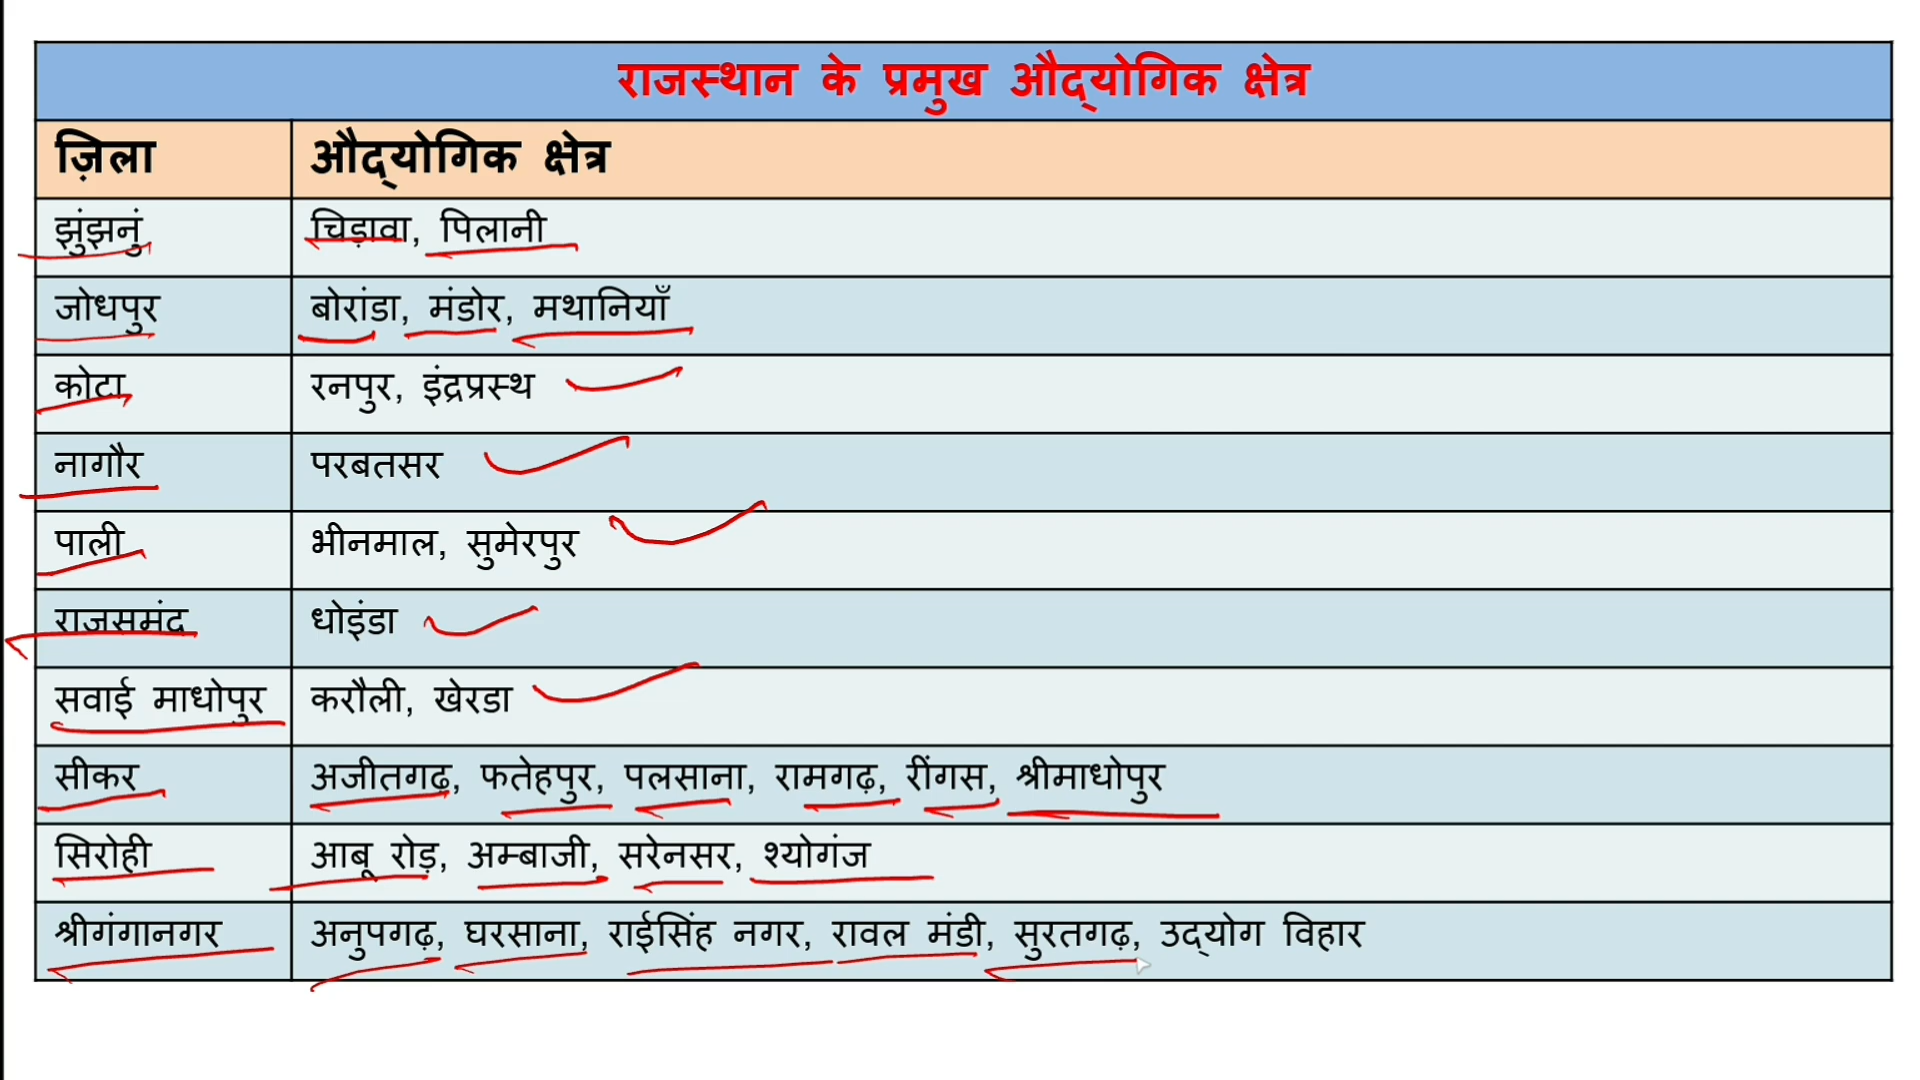 राजस्थान के प्रमुख औद्योगिक क्षेत्र
ज़िला औद्योगिक क्षेत्र
झुंझनुं चिड़ावा, पिलानी
जोधपुर बोरांडा, मंडोर, मथानियाँ
कोटा रनपुर, इंद्रप्रस्थ
नागौर परबतसर
पाली भीनमाल, सुमेरपुर
राजसमंद धोइंडा
सवाई माधोपुर करौली, खेरडा
सीकर अजीतगढ़, फतेहपुर, पलसाना, रामगढ़, रींगस, श्रीमाधोपुर
सिरोही आबू रोड़, अम्बाजी, सरेनसर, श्योगंज
श्रीगंगानगर अनुपगढ़, घरसाना, राईसिंह नगर, रावल मंडी, सुरतगढ़, उद्योग विहार